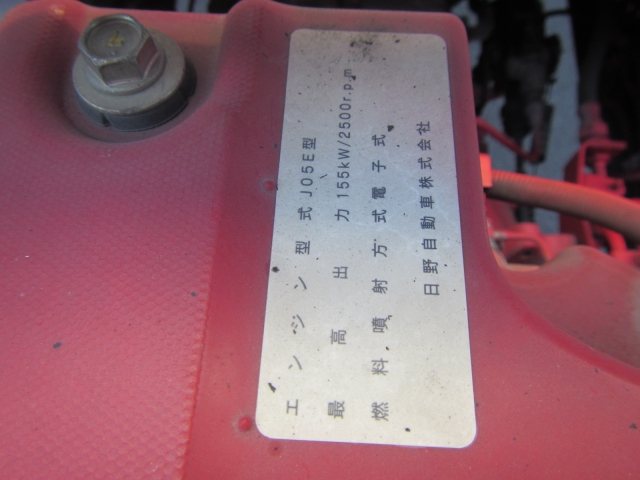 エンジン型式 J05E型
最高出力 155kW/2500r.p.m
燃料噴射方式 電子式
日野自動車株式会社